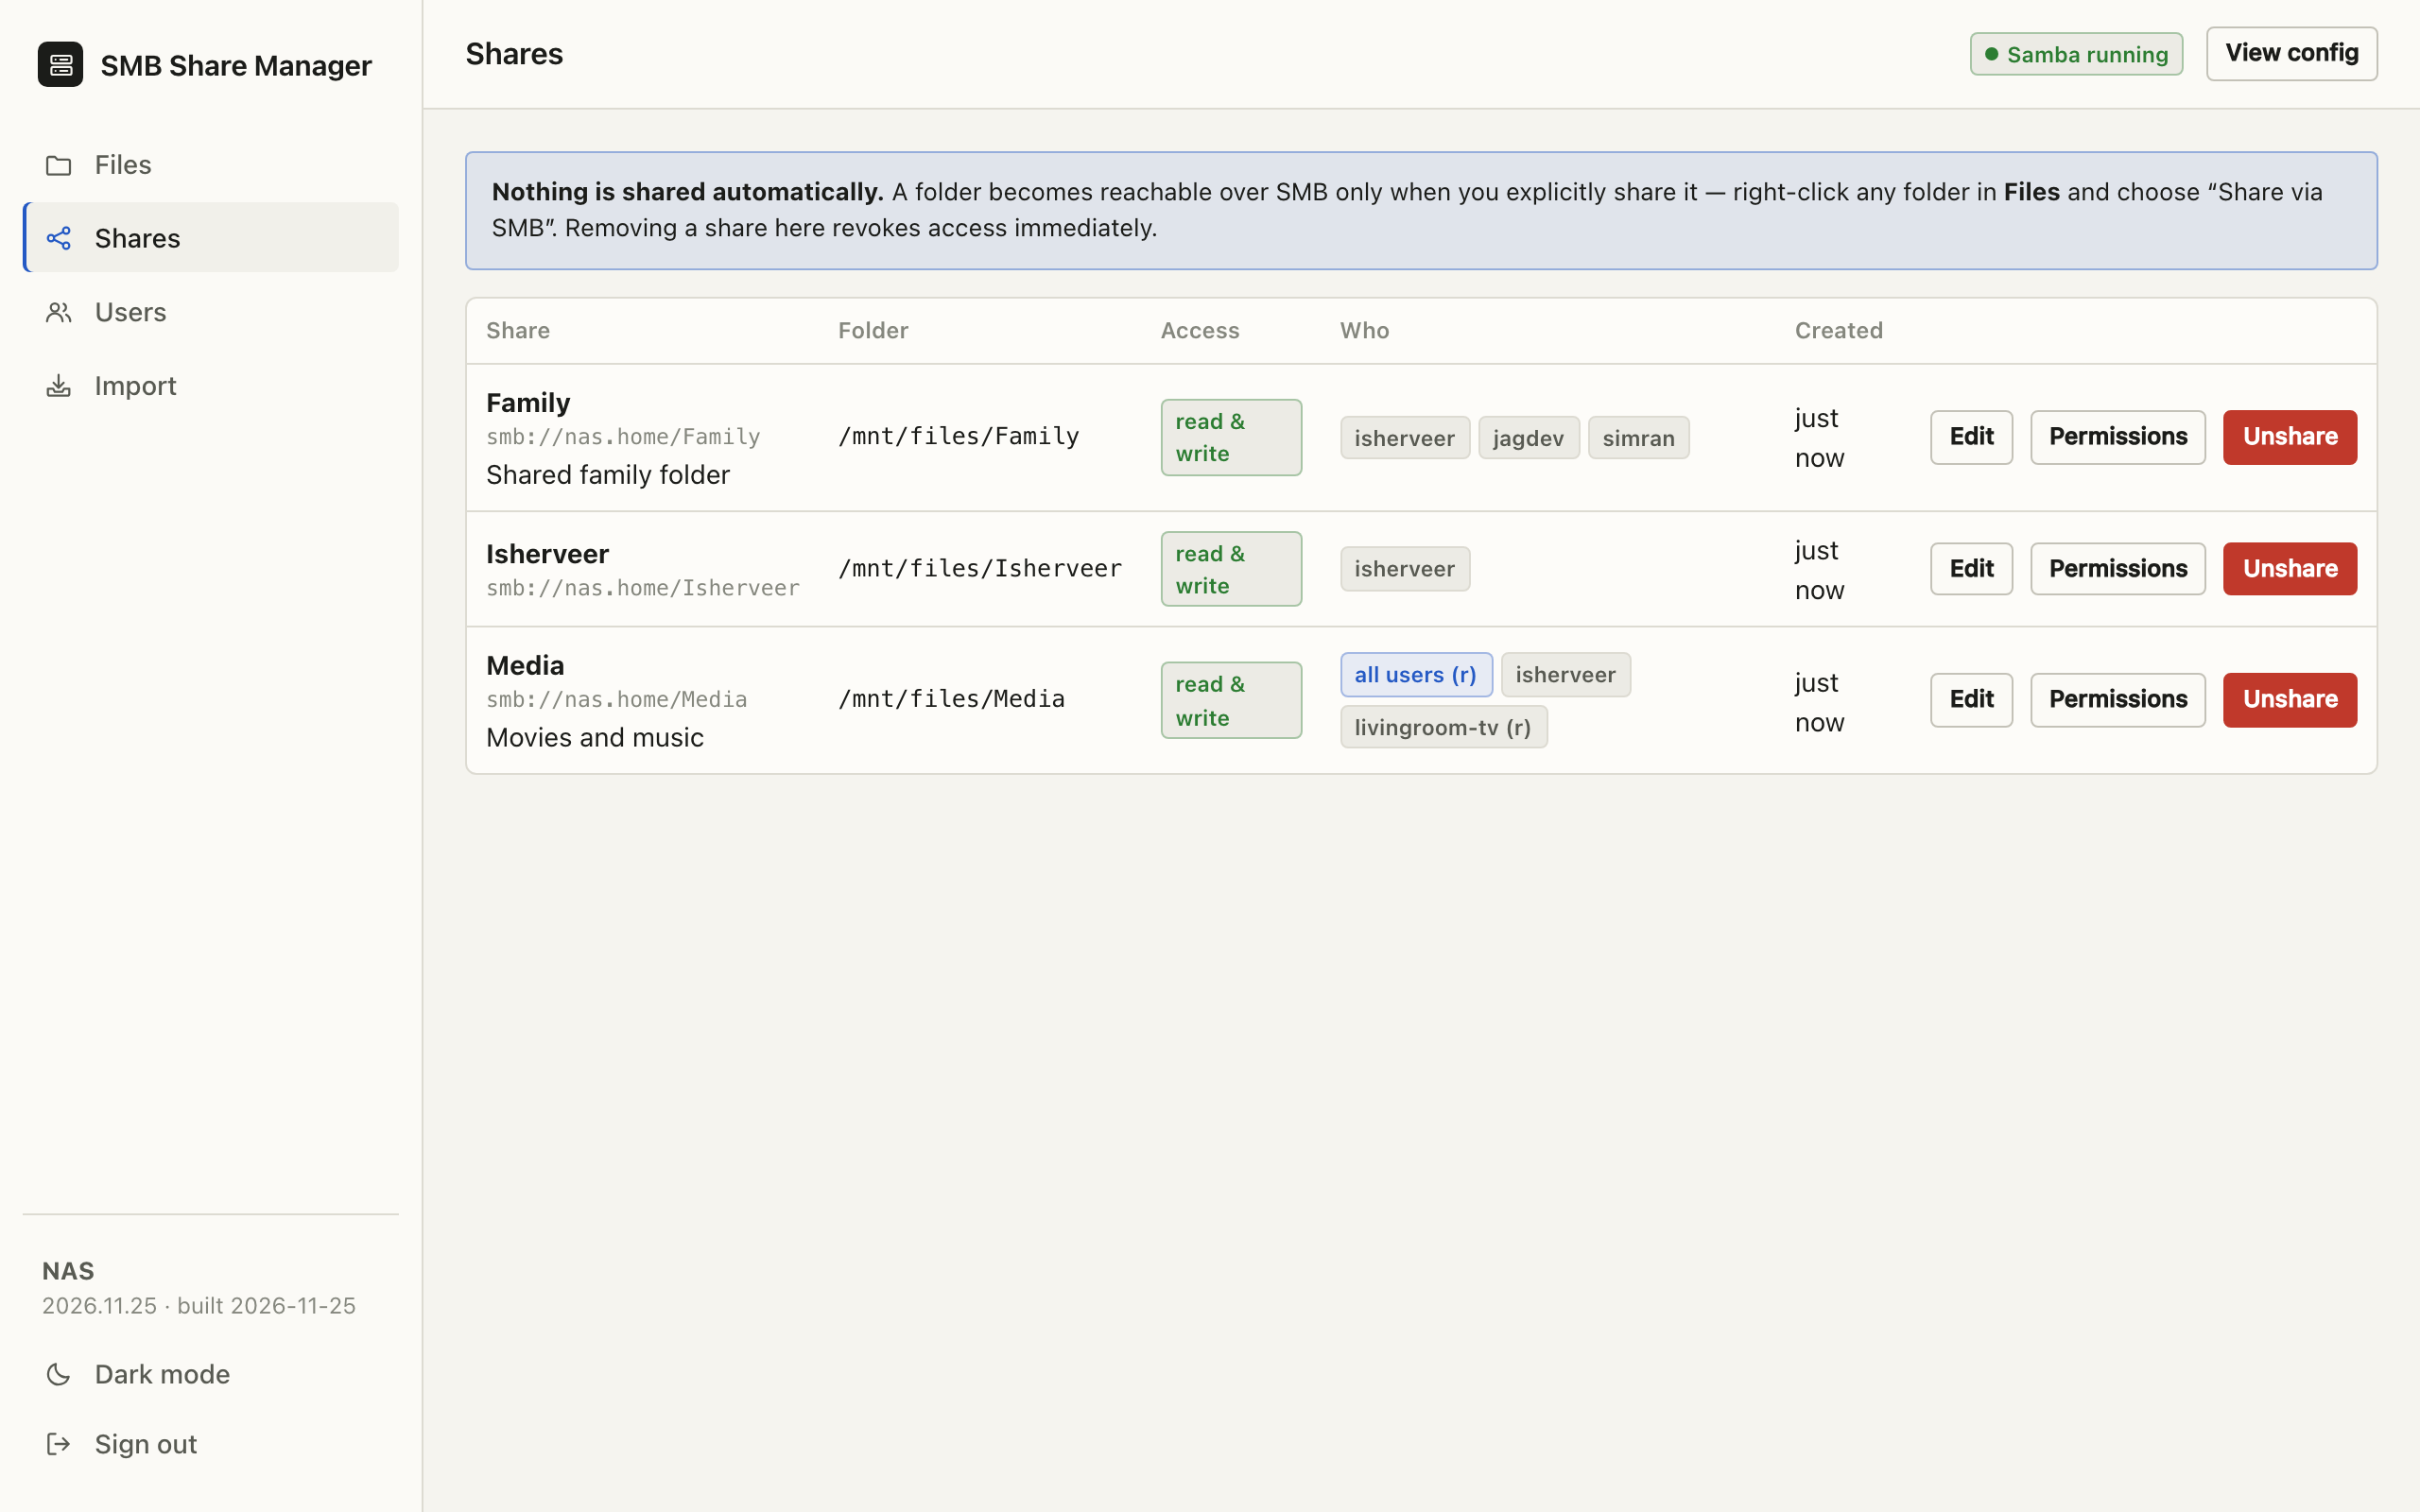 SMB Share Manager
Files
Shares
Users
Import
NAS
2026.11.25 · built 2026-11-25
Dark mode
Sign out
Shares
Samba running
View config
Nothing is shared automatically. A folder becomes reachable over SMB only when you explicitly share it — right-click any folder in Files and choose “Share via
SMB”. Removing a share here revokes access immediately.
Share Folder Access Who Created
Family
smb://nas.home/Family
Shared family folder
/mnt/files/Family
read &
write
isherveer jagdev simran
just
now
Edit Permissions Unshare
Isherveer
smb://nas.home/Isherveer
/mnt/files/Isherveer
read &
write
isherveer
just
now
Edit Permissions Unshare
Media
smb://nas.home/Media
Movies and music
/mnt/files/Media
read &
write
all users (r) isherveer
livingroom-tv (r)
just
now
Edit Permissions Unshare